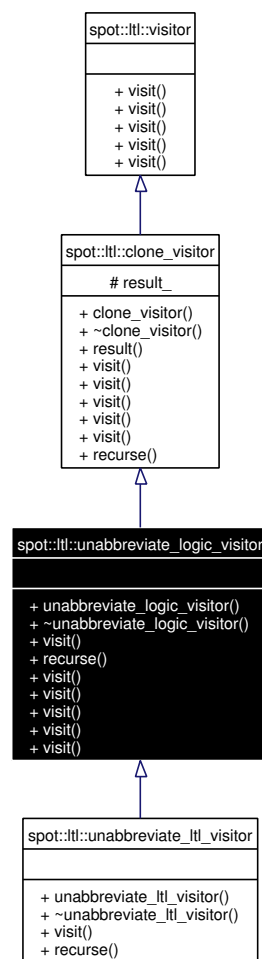 spot::ltl::visitor
+ visit()
+ visit()
+ visit()
+ visit()
+ visit()
spot::ltl::clone_visitor
# result_
+ clone_visitor()
+ ~clone_visitor()
+ result()
+ visit()
+ visit()
+ visit()
+ visit()
+ visit()
+ recurse()
spot::ltl::unabbreviate_logic_visitor
+ unabbreviate_logic_visitor()
+ ~unabbreviate_logic_visitor()
+ visit()
+ recurse()
+ visit()
+ visit()
+ visit()
+ visit()
+ visit()
spot::ltl::unabbreviate_ltl_visitor
+ unabbreviate_ltl_visitor()
+ ~unabbreviate_ltl_visitor()
+ visit()
+ recurse()